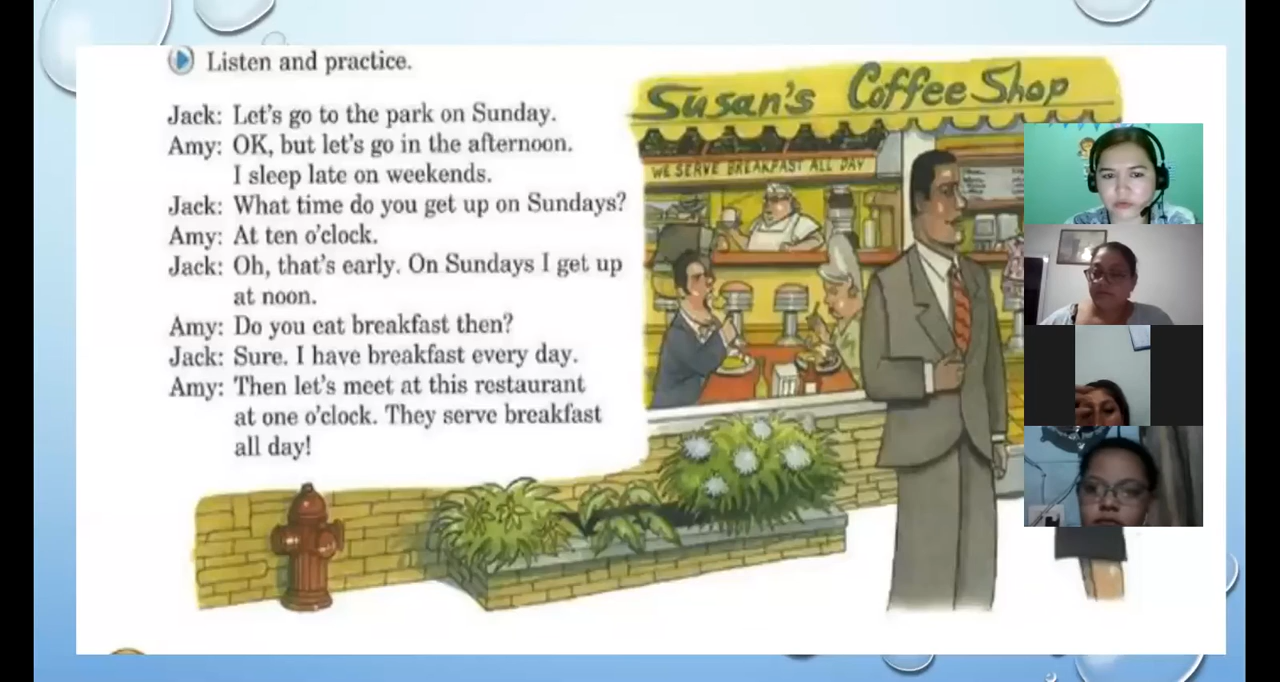 Listen and practice.
Jack: Let's go to the park on Sunday.
Amy: OK, but let's go in the afternoon.
I sleep late on weekends.
Jack: What time do you get up on Sundays?
Amy: At ten o'clock.
Jack: Oh, that's early. On Sundays I get up
at noon.
Amy: Do you eat breakfast then?
Jack: Sure. I have breakfast every day.
Amy: Then let's meet at this restaurant
at one o'clock. They serve breakfast
all day!
Susan's Coffee Shop
WE SERVE BREAKFAST ALL DAY